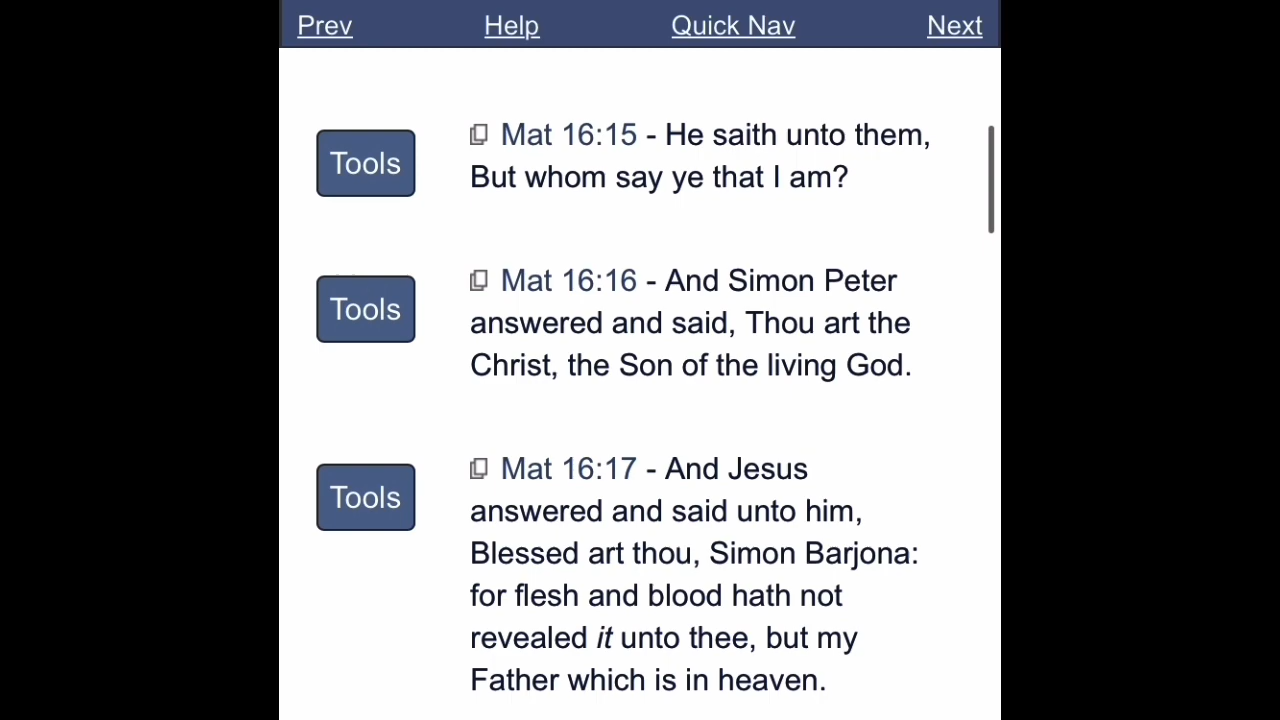 Prev Help Quick Nav Next
Tools
Mat 16:15 - He saith unto them,
But whom say ye that I am?
Tools
Mat 16:16 - And Simon Peter
answered and said, Thou art the
Christ, the Son of the living God.
Tools
Mat 16:17 - And Jesus
answered and said unto him,
Blessed art thou, Simon Barjona:
for flesh and blood hath not
revealed it unto thee, but my
Father which is in heaven.